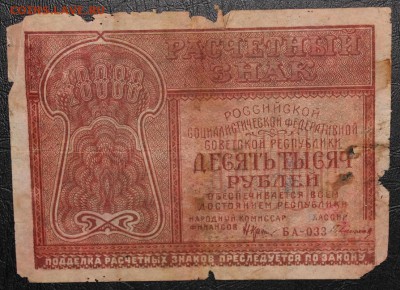 РАСЧЕТНЫЙ
ЗНАК
10000
РОССИЙСКОЙ
СОЦИАЛИСТИЧЕСКОЙ ФЕДЕРАТИВНОЙ
СОВЕТСКОЙ РЕСПУБЛИКИ
ДЕСЯТЬ ТЫСЯЧ
РУБЛЕЙ
ОБЕСПЕЧИВАЕТСЯ ВСЕМ
ДОСТОЯНИЕМ РЕСПУБЛИКИ
НАРОДНЫЙ КОМИССАР
КАССИР
ФИНАНСОВ
БА-033
ПОДДЕЛКА РАСЧЕТНЫХ ЗНАКОВ ПРЕСЛЕДУЕТСЯ ПО ЗАКОНУ